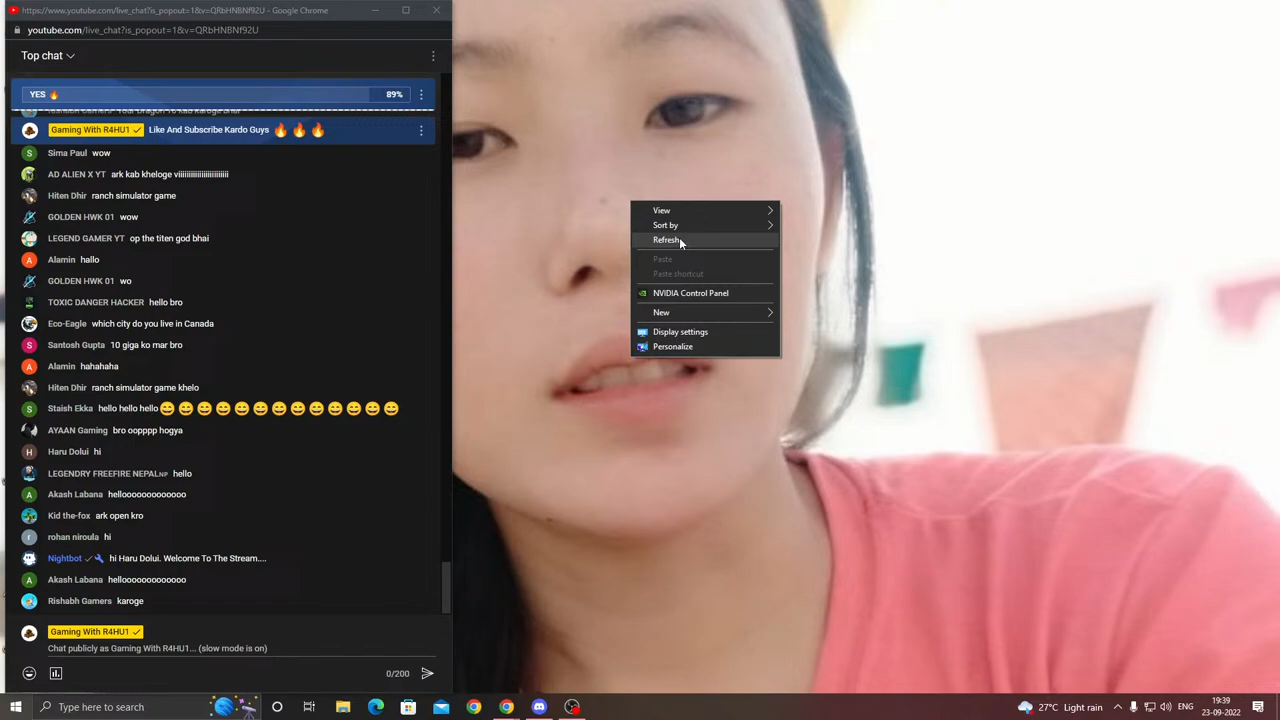 https://www.youtube.com/live_chat?is_popout=1&v=QRbHNBNf92U - Google Chrome
youtube.com/live_chat?is_popout=1&v=QRbHNBNf92U
Top chat
YES 🔥 89%
Gaming With R4HU1 Like And Subscribe Kardo Guys 🔥 🔥 🔥
Sima Paul wow
AD ALIEN X YT ark kab kheloge viiiiiiiiiiiiiiiiiiiiiiiii
Hiten Dhir ranch simulator game
GOLDEN HWK 01 wow
LEGEND GAMER YT op the titen god bhai
Alamin hallo
GOLDEN HWK 01 wo
TOXIC DANGER HACKER hello bro
Eco-Eagle which city do you live in Canada
Santosh Gupta 10 giga ko mar bro
Alamin hahahaha
Hiten Dhir ranch simulator game khelo
Staish Ekka hello hello hello 😄 😄 😄 😄 😄 😄 😄 😄 😄 😄 😄 😄 😄
AYAAN Gaming bro oopppp hogya
Haru Dolui hi
LEGENDRY FREEFIRE NEPALNP hello
Akash Labana helloooooooooooo
Kid the-fox ark open kro
rohan niroula hi
Nightbot hi Haru Dolui. Welcome To The Stream....
Akash Labana helloooooooooooo
Rishabh Gamers karoge
Gaming With R4HU1
Chat publicly as Gaming With R4HU1... (slow mode is on)
0/200
View
Sort by
Refresh
Paste
Paste shortcut
NVIDIA Control Panel
New
Display settings
Personalize
Type here to search
27°C Light rain
19:39
23-09-2022